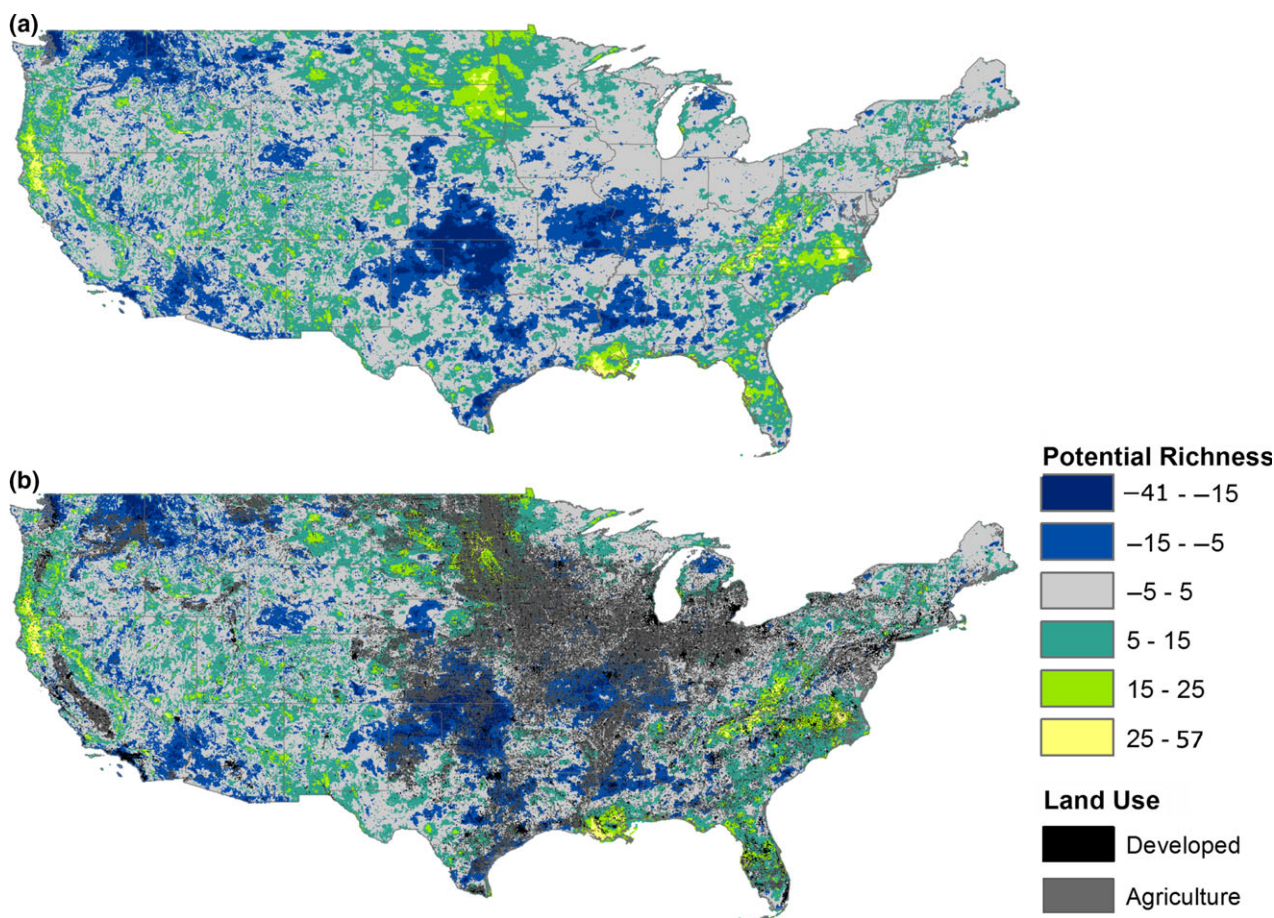 (a)
(b)
Potential Richness
–41 - –15
–15 - –5
–5 - 5
5 - 15
15 - 25
25 - 57
Land Use
Developed
Agriculture